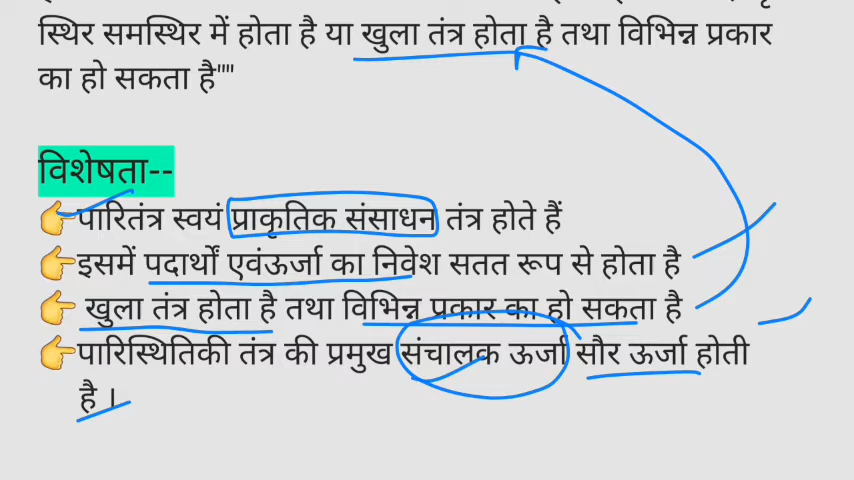 स्थिर समस्थिर में होता है या खुला तंत्र होता है तथा विभिन्न प्रकार
का हो सकता है""
विशेषता--
👉पारितंत्र स्वयं प्राकृतिक संसाधन तंत्र होते हैं
👉इसमें पदार्थों एवंऊर्जा का निवेश सतत रूप से होता है
👉 खुला तंत्र होता है तथा विभिन्न प्रकार का हो सकता है
👉पारिस्थितिकी तंत्र की प्रमुख संचालक ऊर्जा सौर ऊर्जा होती
है ।